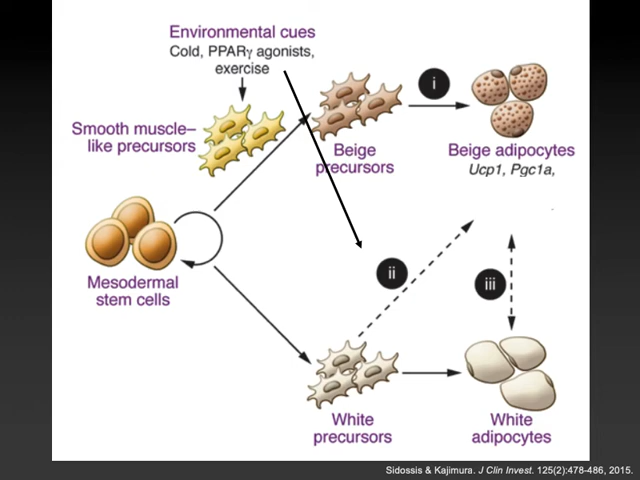 Environmental cues
Cold, PPARγ agonists,
exercise
Smooth muscle–
like precursors
Beige
precursors
i
Beige adipocytes
Ucp1, Pgc1a,
Mesodermal
stem cells
ii
iii
White
precursors
White
adipocytes
Sidossis & Kajimura. J Clin Invest. 125(2):478-486, 2015.